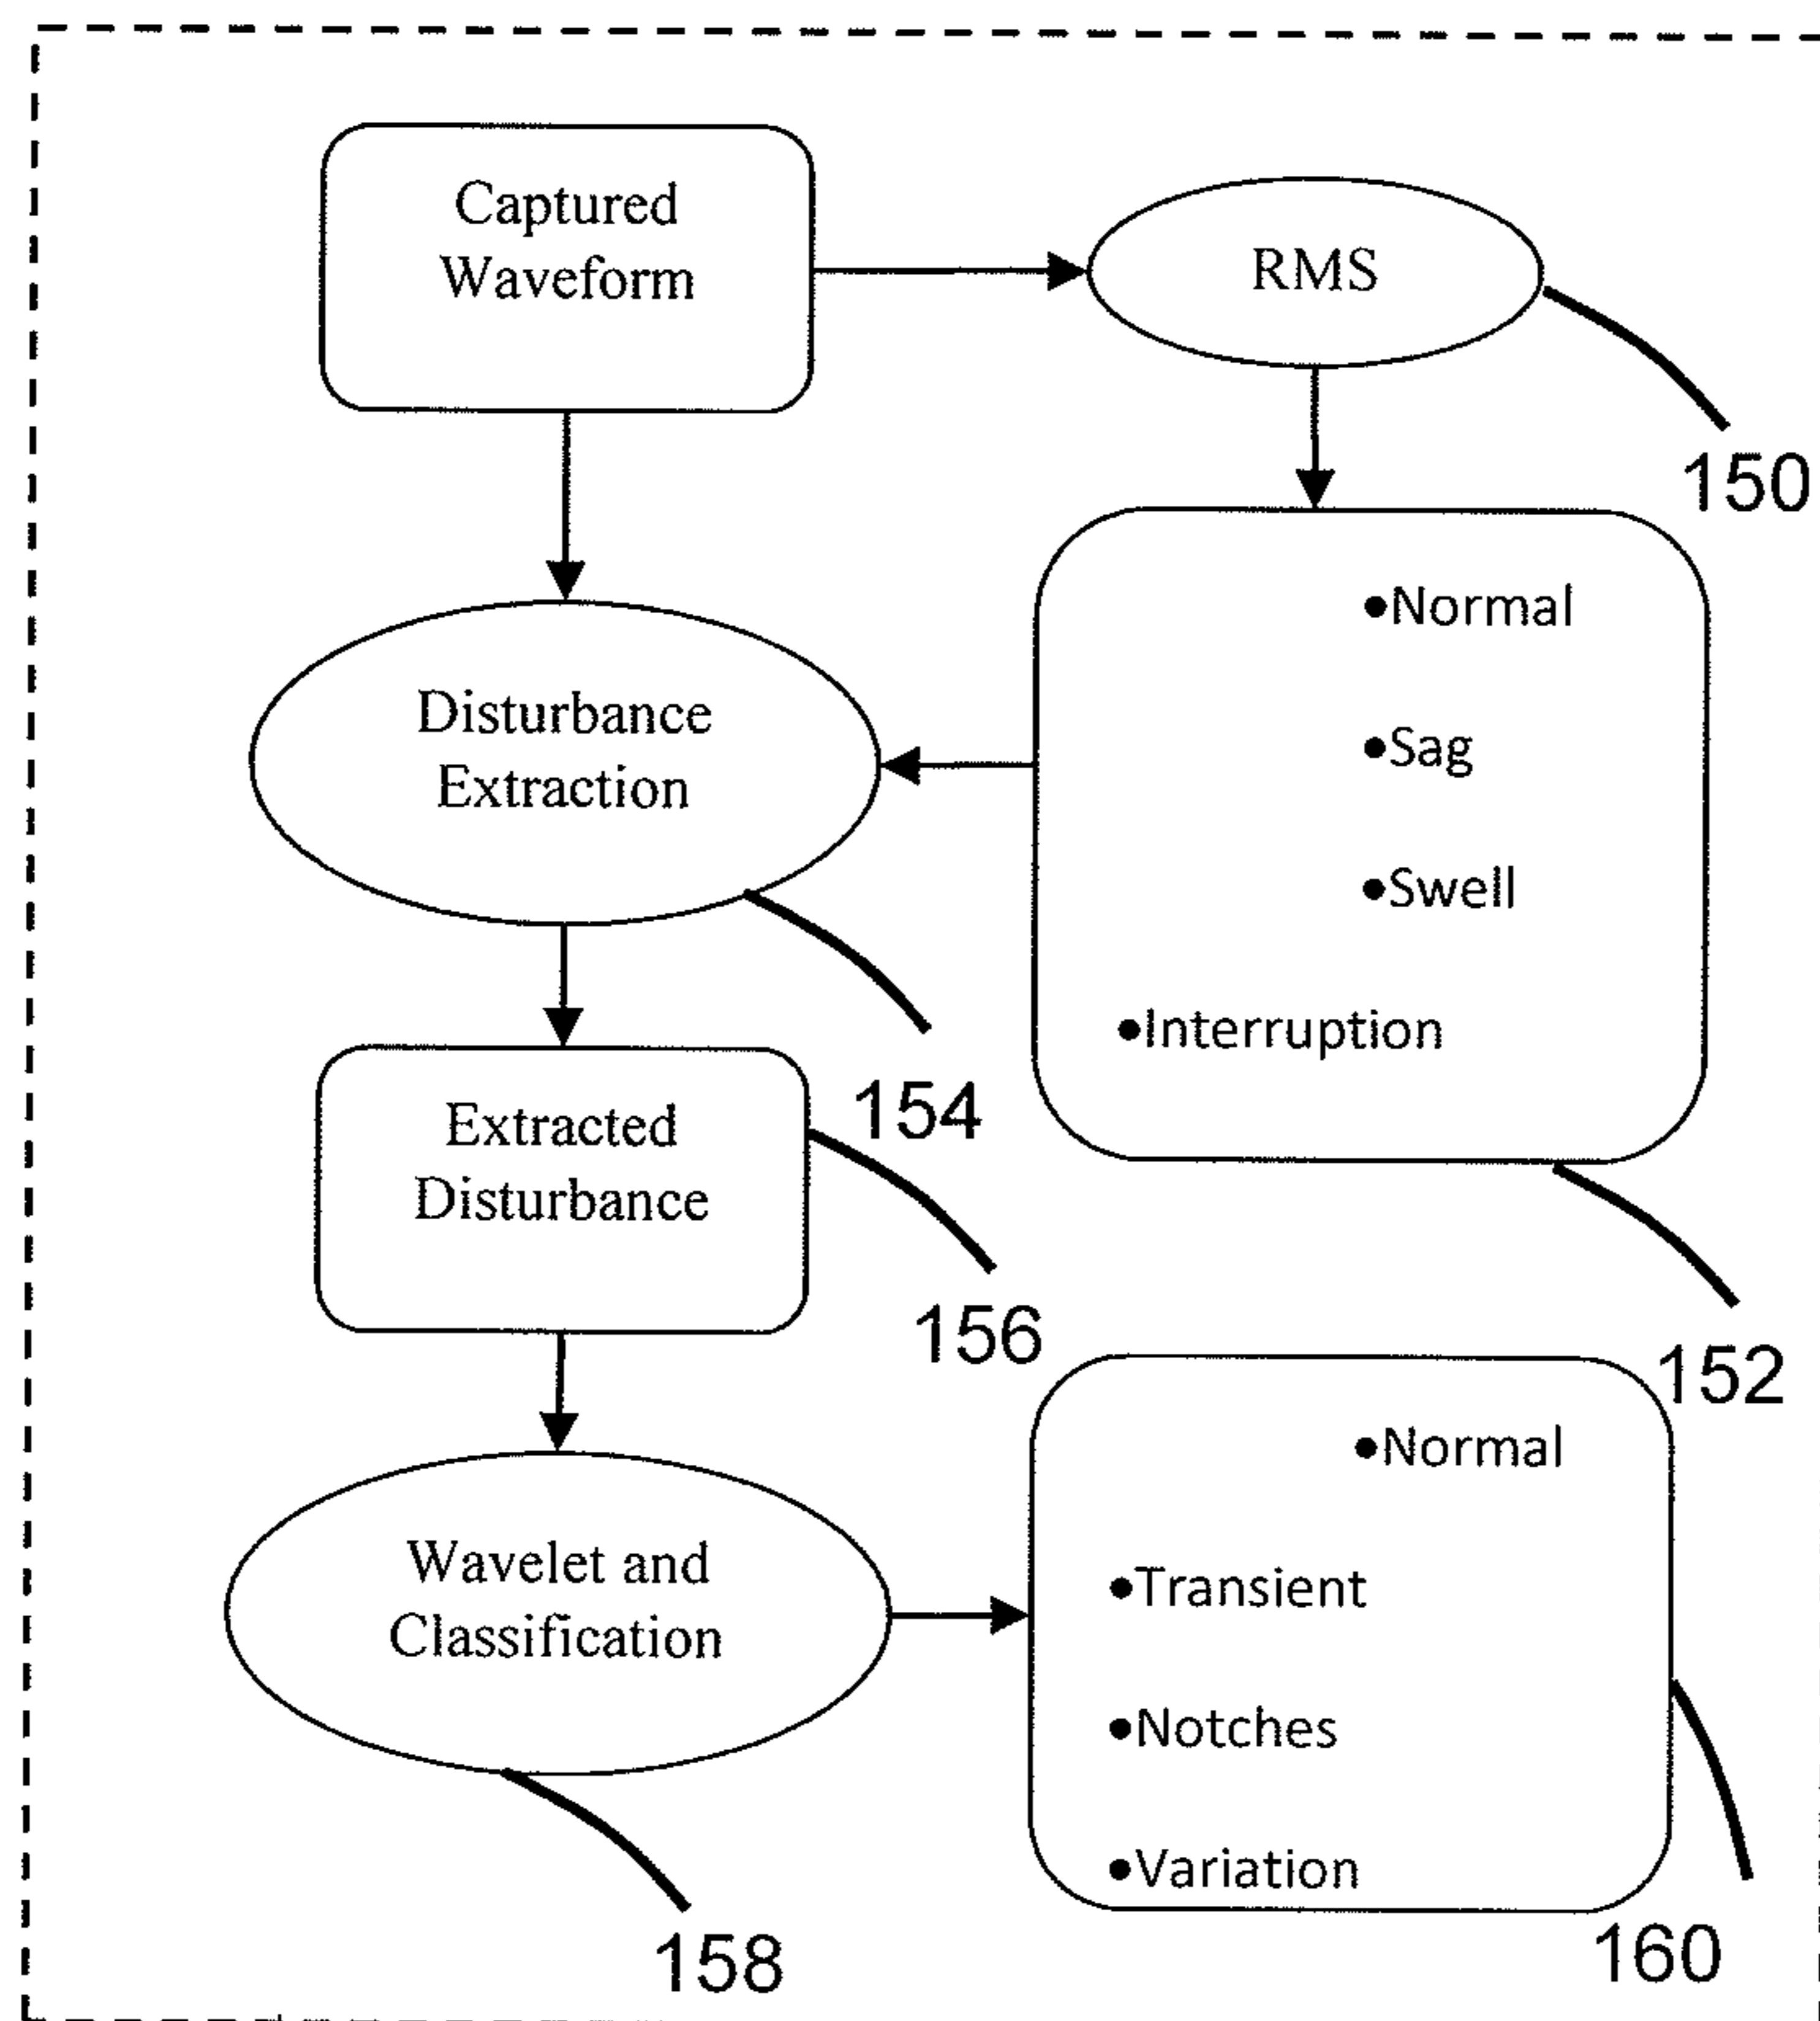 Captured
Waveform
RMS
150
•Normal
•Sag
•Swell
•Interruption
152
Disturbance
Extraction
154
Extracted
Disturbance
156
Wavelet and
Classification
158
•Normal
•Transient
•Notches
•Variation
160